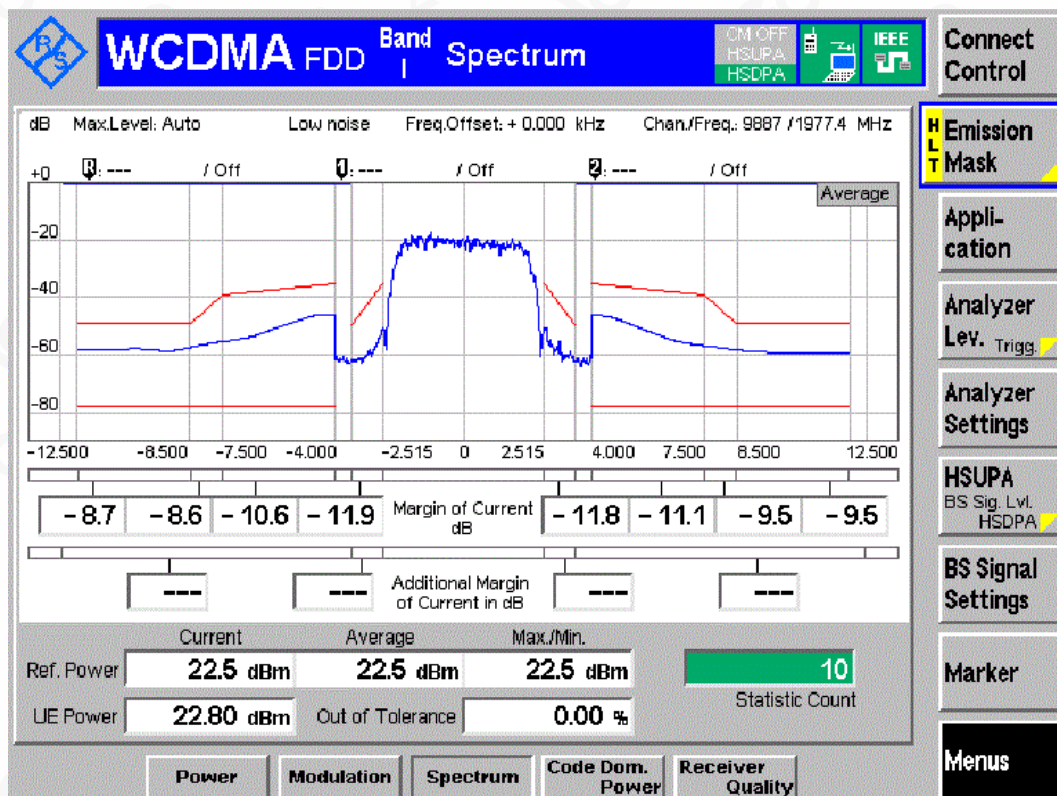 R S
WCDMA FDD Band I Spectrum
CM OFF
HSUPA
HSDPA
IEEE
Connect Control
dB Max.Level: Auto Low noise Freq.Offset: + 0.000 kHz Chan./Freq.: 9887 /1977.4 MHz
HLT Emission Mask
R: --- / Off 1: --- / Off 2: --- / Off
Average
+0
-20
-40
-60
-80
-12.500 -8.500 -7.500 -4.000 -2.515 0 2.515 4.000 7.500 8.500 12.500
Appli-
cation
Analyzer
Lev. Trigg.
Analyzer
Settings
- 8.7 - 8.6 - 10.6 - 11.9 Margin of Current dB - 11.8 - 11.1 - 9.5 - 9.5
HSUPA
BS Sig. Lvl.
HSDPA
--- --- Additional Margin of Current in dB --- ---
BS Signal
Settings
Current Average Max./Min.
Ref. Power 22.5 dBm 22.5 dBm 22.5 dBm 10
Statistic Count
UE Power 22.80 dBm Out of Tolerance 0.00 %
Marker
Menus
Power Modulation Spectrum Code Dom. Power Receiver Quality